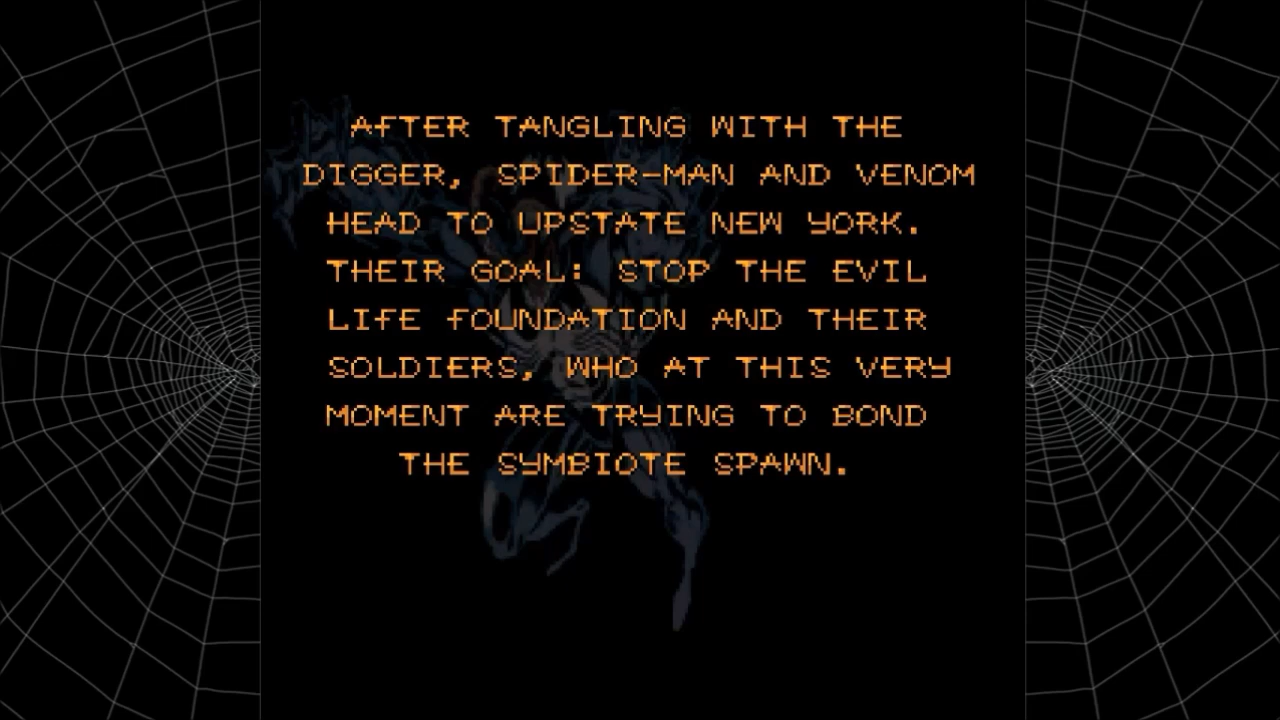 AFTER TANGLING WITH THE
DIGGER, SPIDER-MAN AND VENOM
HEAD TO UPSTATE NEW YORK.
THEIR GOAL: STOP THE EVIL
LIFE FOUNDATION AND THEIR
SOLDIERS, WHO AT THIS VERY
MOMENT ARE TRYING TO BOND
THE SYMBIOTE SPAWN.